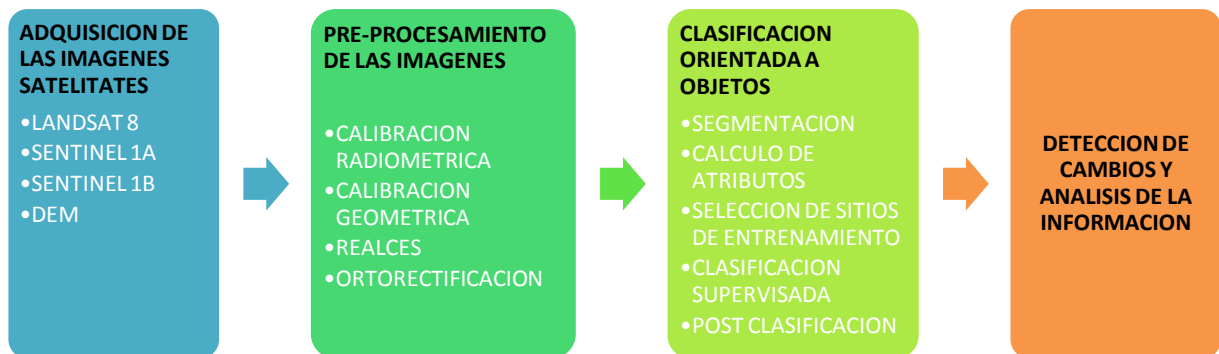 ADQUISICION DE
LAS IMAGENES
SATELITATES
•LANDSAT 8
•SENTINEL 1A
•SENTINEL 1B
•DEM
PRE-PROCESAMIENTO
DE LAS IMAGENES
•CALIBRACION
RADIOMETRICA
•CALIBRACION
GEOMETRICA
•REALCES
•ORTORECTIFICACION
CLASIFICACION
ORIENTADA A
OBJETOS
•SEGMENTACION
•CALCULO DE
ATRIBUTOS
•SELECCION DE SITIOS
DE ENTRENAMIENTO
•CLASIFICACION
SUPERVISADA
•POST CLASIFICACION
DETECCION DE
CAMBIOS Y
ANALISIS DE LA
INFORMACION